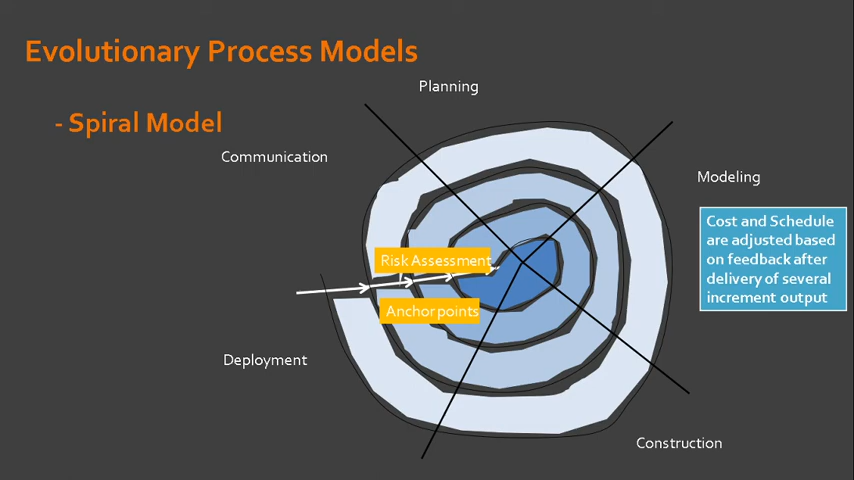 Evolutionary Process Models
- Spiral Model
Planning
Communication
Modeling
Cost and Schedule
are adjusted based
on feedback after
delivery of several
increment output
Risk Assessment
Anchor points
Deployment
Construction